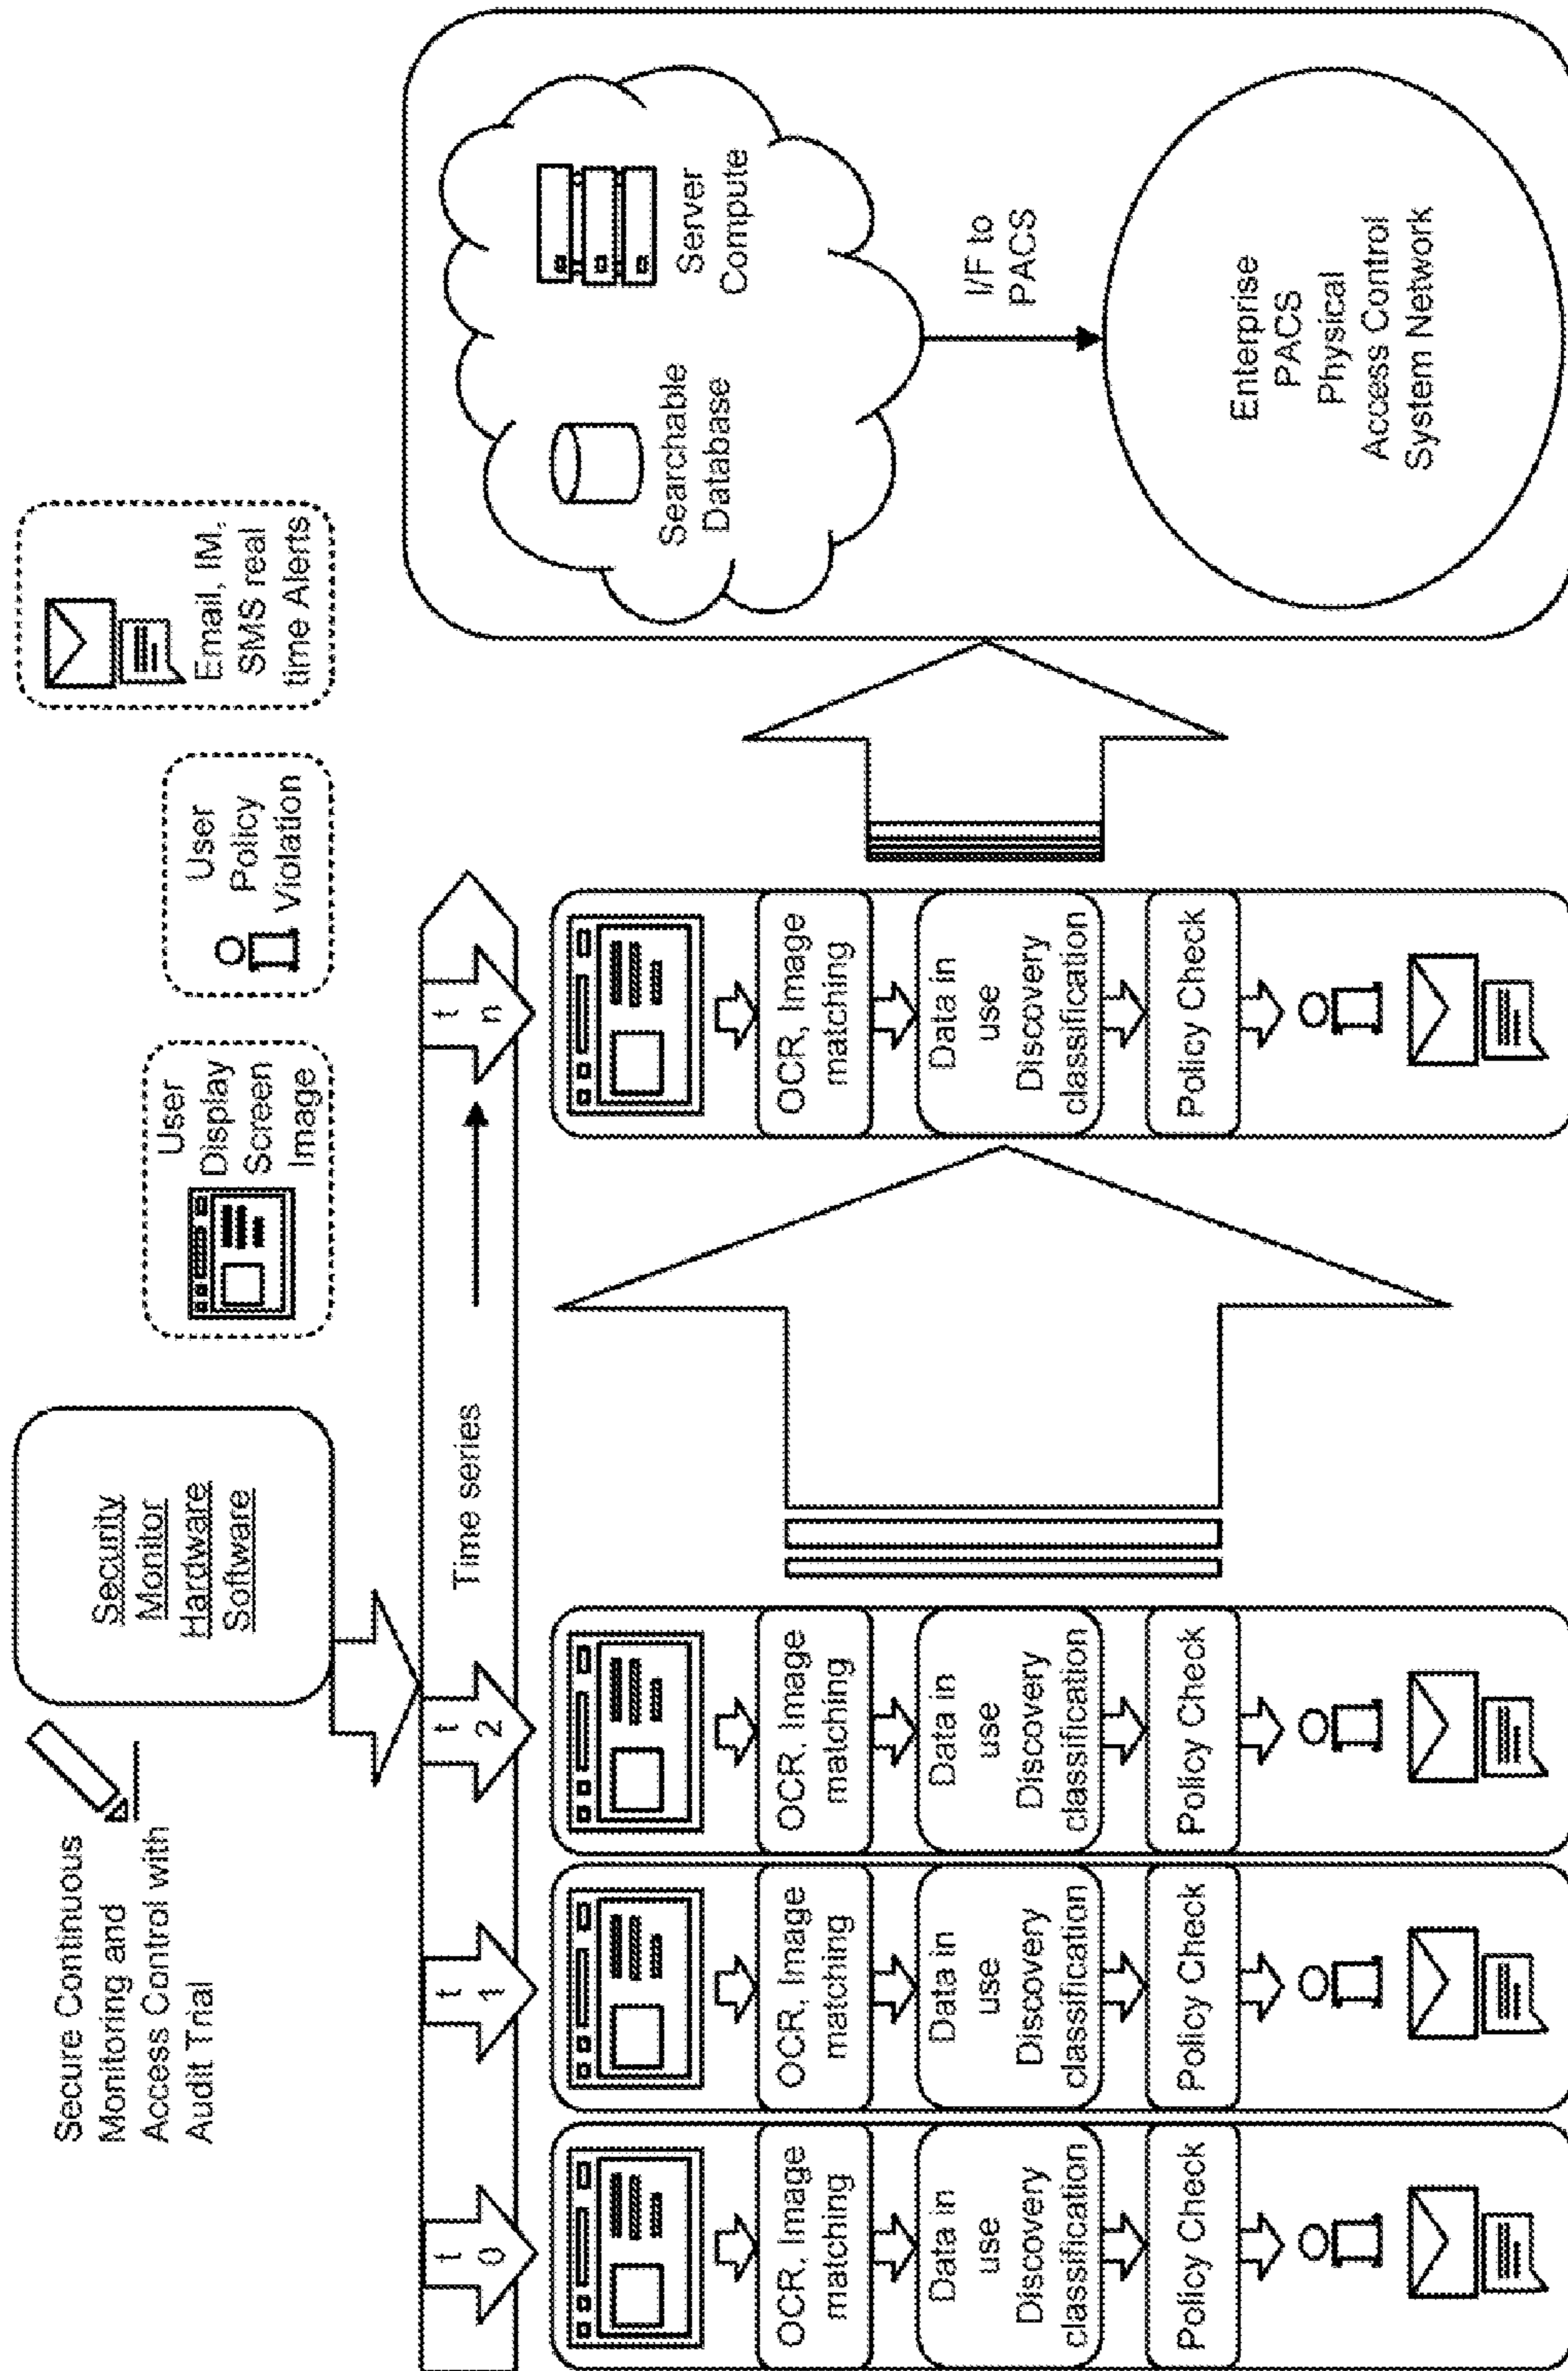 Secure Continuous
Monitoring and
Access Control with
Audit Trial
Security
Monitor
Hardware
Software
User
Display
Screen
Image
User
Policy
Violation
Email, IM,
SMS real
time Alerts
t
0
t
1
t
2
Time series
t
n
OCR, Image
matching
Data in
use
Discovery
classification
Policy Check
OCR, Image
matching
Data in
use
Discovery
classification
Policy Check
OCR, Image
matching
Data in
use
Discovery
classification
Policy Check
OCR, Image
matching
Data in
use
Discovery
classification
Policy Check
Searchable
Database
Server
Compute
I/F to
PACS
Enterprise
PACS
Physical
Access Control
System Network